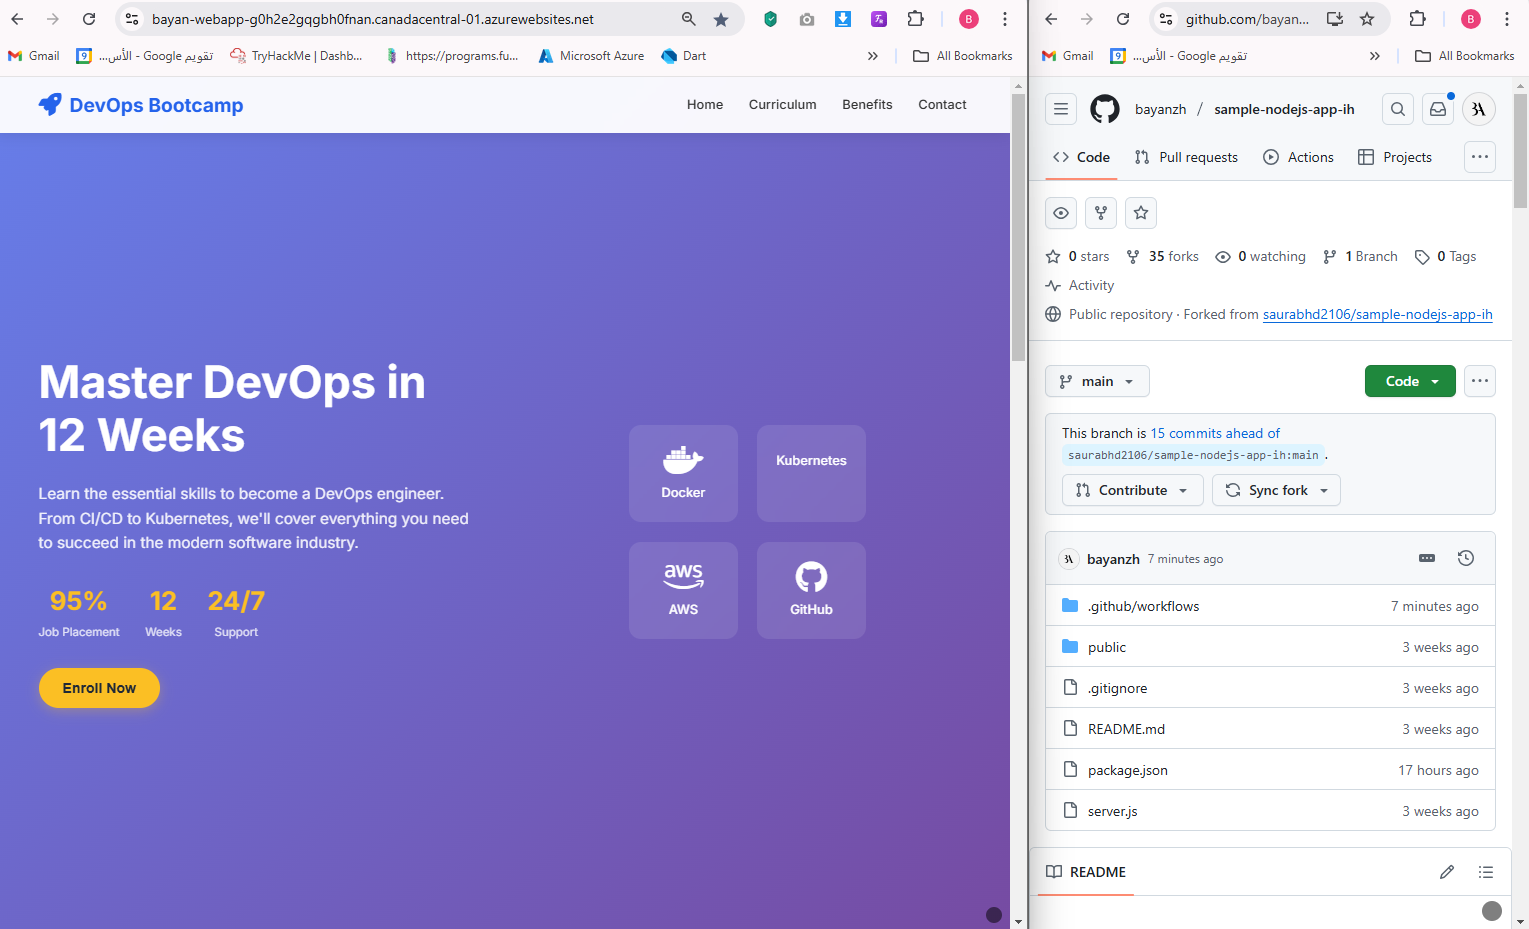 bayan-webapp-g0h2e2gqgbh0fnan.canadacentral-01.azurewebsites.net
B
Gmail
9
تقويم Google - الأس...
TryHackMe | Dashb...
https://programs.fu...
Microsoft Azure
Dart
All Bookmarks
DevOps Bootcamp
Home
Curriculum
Benefits
Contact
Master DevOps in
12 Weeks
Learn the essential skills to become a DevOps engineer.
From CI/CD to Kubernetes, we'll cover everything you need
to succeed in the modern software industry.
95%
Job Placement
12
Weeks
24/7
Support
Enroll Now
Docker
Kubernetes
aws
AWS
GitHub
github.com/bayan...
B
Gmail
9
تقويم Google - الأس...
All Bookmarks
bayanzh / sample-nodejs-app-ih
Code
Pull requests
Actions
Projects
0 stars
35 forks
0 watching
1 Branch
0 Tags
Activity
Public repository · Forked from saurabhd2106/sample-nodejs-app-ih
main
Code
This branch is 15 commits ahead of
saurabhd2106/sample-nodejs-app-ih:main .
Contribute
Sync fork
bayanzh 7 minutes ago
.github/workflows 7 minutes ago
public 3 weeks ago
.gitignore 3 weeks ago
README.md 3 weeks ago
package.json 17 hours ago
server.js 3 weeks ago
README